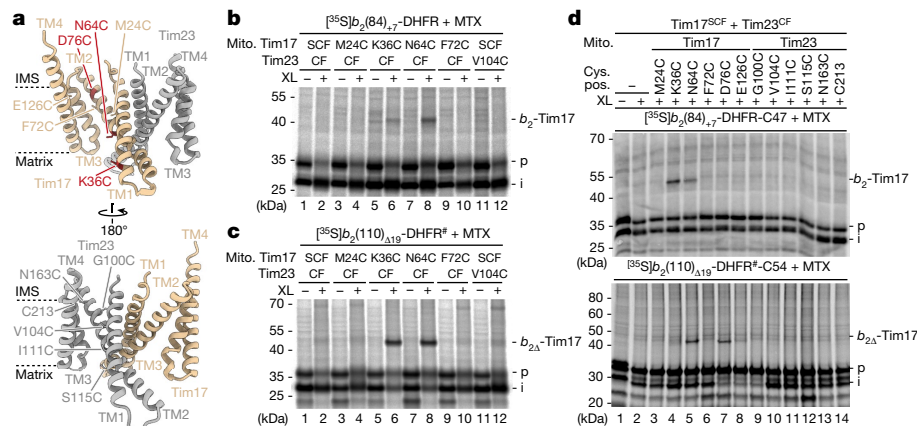 a
N64C
M24C
D76C
Tim23
TM4
TM1
TM4
TM2
TM2
IMS
E126C
F72C
Matrix
TM3
TM3
Tim17
K36C
TM1
180°
Tim23
TM4
G100C
TM4
N163C
TM1
TM2
IMS
C213
V104C
I111C
Matrix
TM3
TM3
S115C
Tim17
TM1
TM2
b
[³⁵S]b₂(84)₊₇-DHFR + MTX
Mito. Tim17 SCF M24C K36C N64C F72C SCF
Tim23 CF CF CF CF CF V104C
XL – + – + – + – + – + – +
55
40
35
25
(kDa)
b₂-Tim17
p
i
1 2 3 4 5 6 7 8 9 10 11 12
c
[³⁵S]b₂(110)Δ19-DHFR# + MTX
Mito. Tim17 SCF M24C K36C N64C F72C SCF
Tim23 CF CF CF CF CF V104C
XL – + – + – + – + – + – +
70
55
40
35
25
(kDa)
b₂Δ-Tim17
p
i
1 2 3 4 5 6 7 8 9 10 11 12
d
Tim17SCF + Tim23CF
Mito. Tim17 Tim23
Cys. pos. – M24C K36C N64C F72C D76C E126C G100C V104C I111C S115C N163C C213
XL – + + + + + + + + + + + + +
[³⁵S]b₂(84)₊₇-DHFR-C47 + MTX
70
55
35
25
(kDa)
b₂-Tim17
p
i
[³⁵S]b₂(110)Δ19-DHFR#-C54 + MTX
80
60
50
40
30
20
(kDa)
b₂Δ-Tim17
p
i
1 2 3 4 5 6 7 8 9 10 11 12 13 14